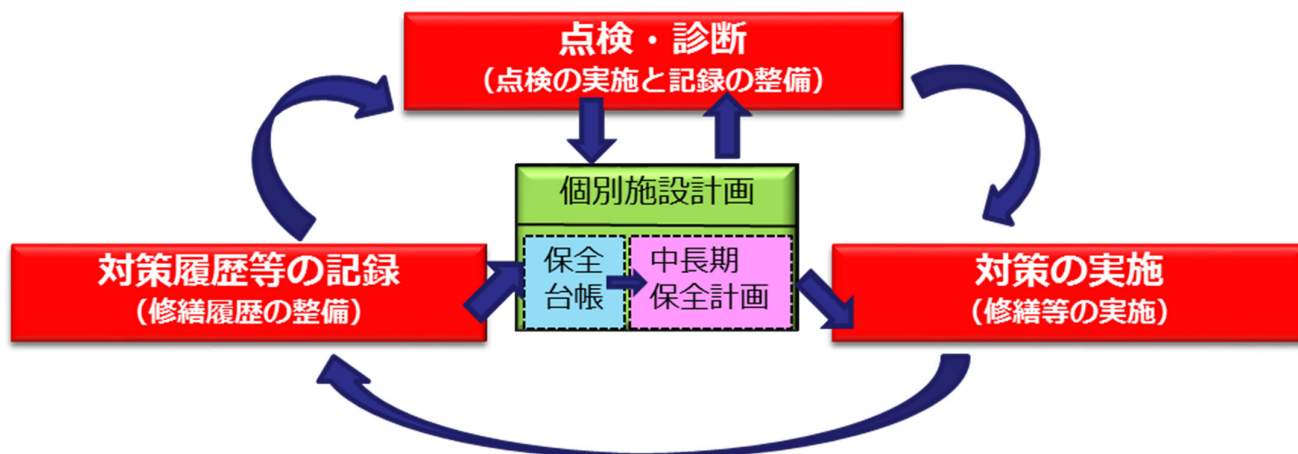 点検・診断
（点検の実施と記録の整備）
個別施設計画
保全
台帳
中長期
保全計画
対策履歴等の記録
（修繕履歴の整備）
対策の実施
（修繕等の実施）